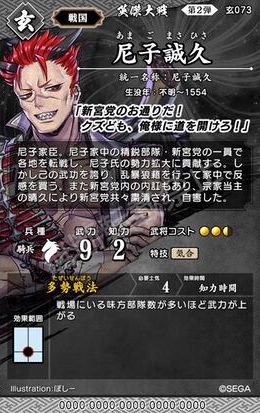 玄
戦国
英傑大戦
第2弾
玄073
あまご まさひさ
尼子誠久
統一名称：尼子誠久
生没年：不明～1554
「新宮党のお通りだ！
クズども、俺様に道を開けろ！」
尼子家臣。尼子家中の精鋭部隊・新宮党の一員で
各地を転戦し、尼子氏の勢力拡大に貢献する。し
かし己の武功を誇り、乱暴狼藉を行って家中で反
感を買う。また新宮党内の内訌もあり、宗家当主
の晴久により新宮党共々粛清され、自害した。
兵種 武力 知力 武将コスト
騎兵 9 2 特技 気合
たぜいせんぽう 必要士気 効果時間
多勢戦法 4 知力時間
効果範囲
戦場にいる味方部隊数が多いほど武力が上
がる
Illustration:ぽしー
©SEGA
0000-0000-0000-0000-0000